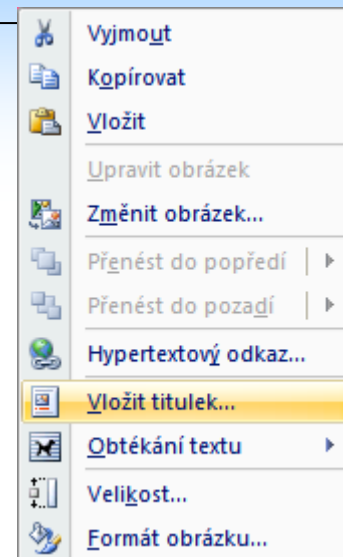 Vyjmout
Kopírovat
Vložit
Upravit obrázek
Změnit obrázek...
Přenést do popředí
Přenést do pozadí
Hypertextový odkaz...
Vložit titulek...
Obtékání textu
Velikost...
Formát obrázku...